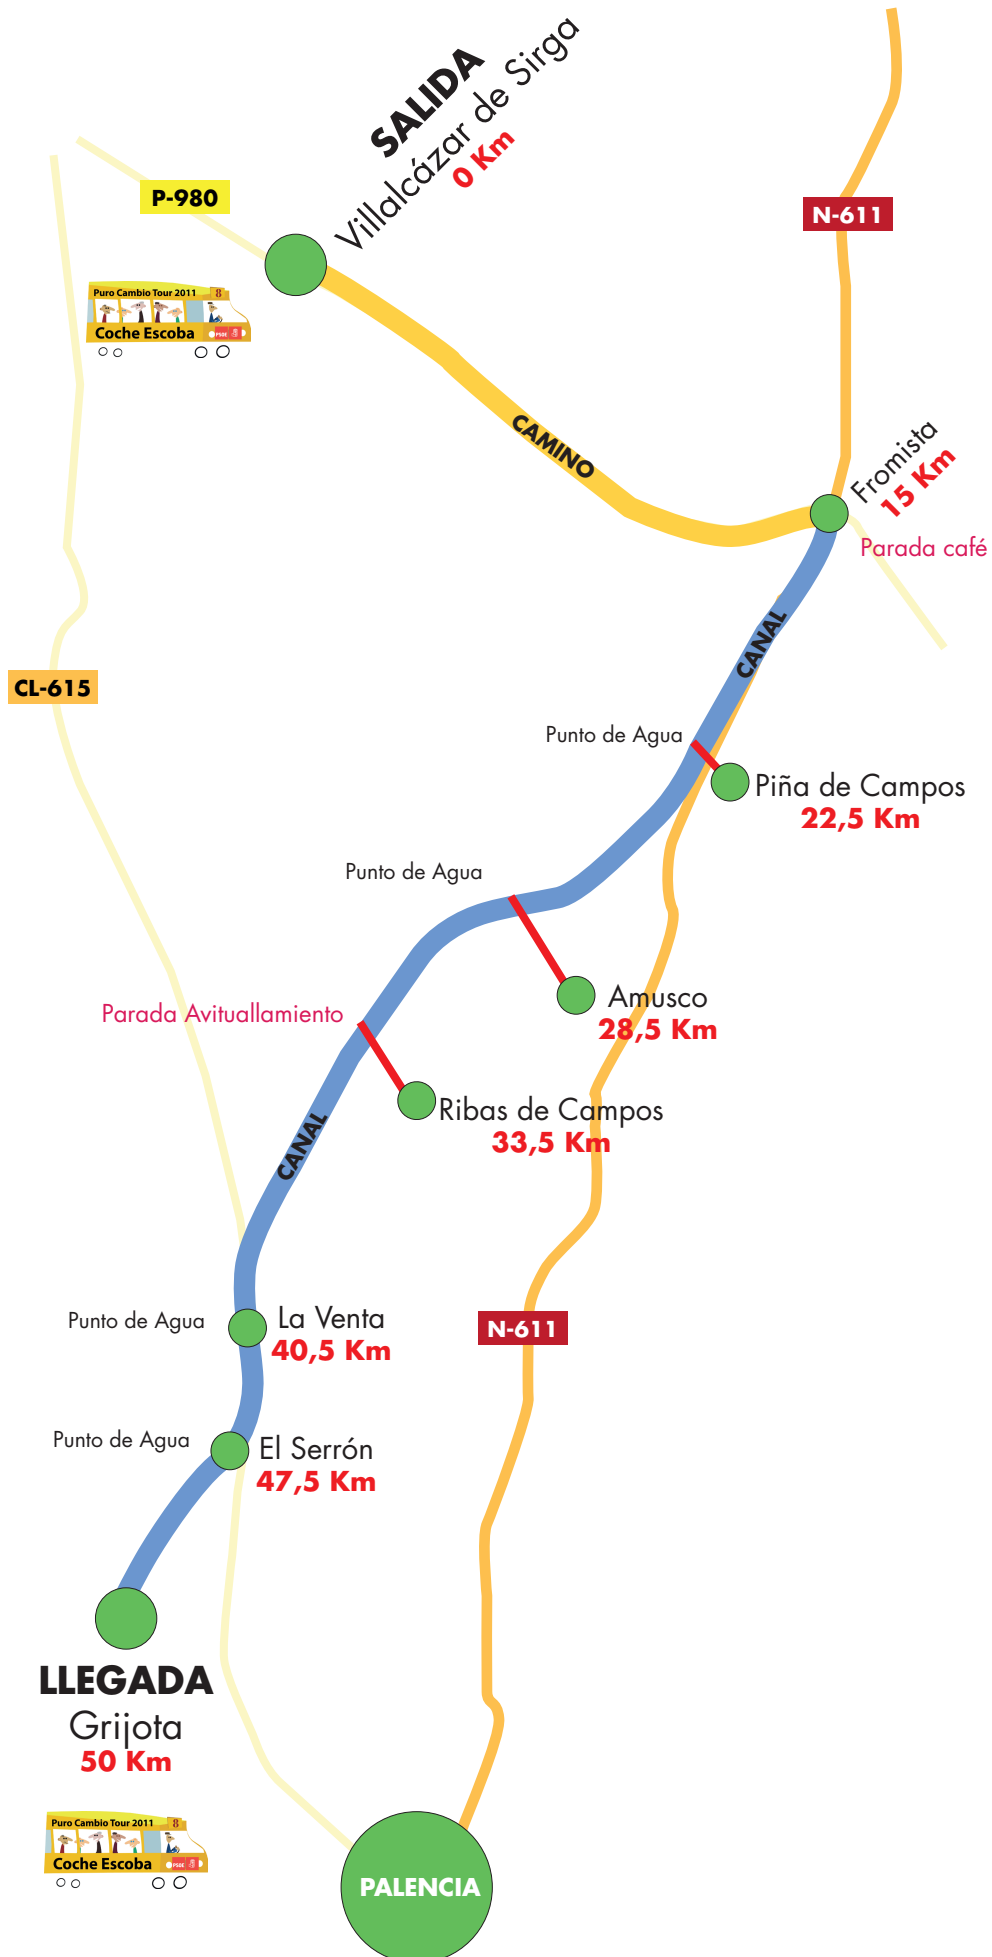 SALIDA
Villalcázar de Sirga
0 Km
P-980
N-611
Puro Cambio Tour 2011
8
Coche Escoba
PSOE
CAMINO
Fromista
15 Km
Parada café
CANAL
CL-615
Punto de Agua
Piña de Campos
22,5 Km
Punto de Agua
Amusco
28,5 Km
Parada Avituallamiento
Ribas de Campos
33,5 Km
CANAL
Punto de Agua
La Venta
40,5 Km
N-611
Punto de Agua
El Serrón
47,5 Km
LLEGADA
Grijota
50 Km
Puro Cambio Tour 2011
8
Coche Escoba
PSOE
PALENCIA